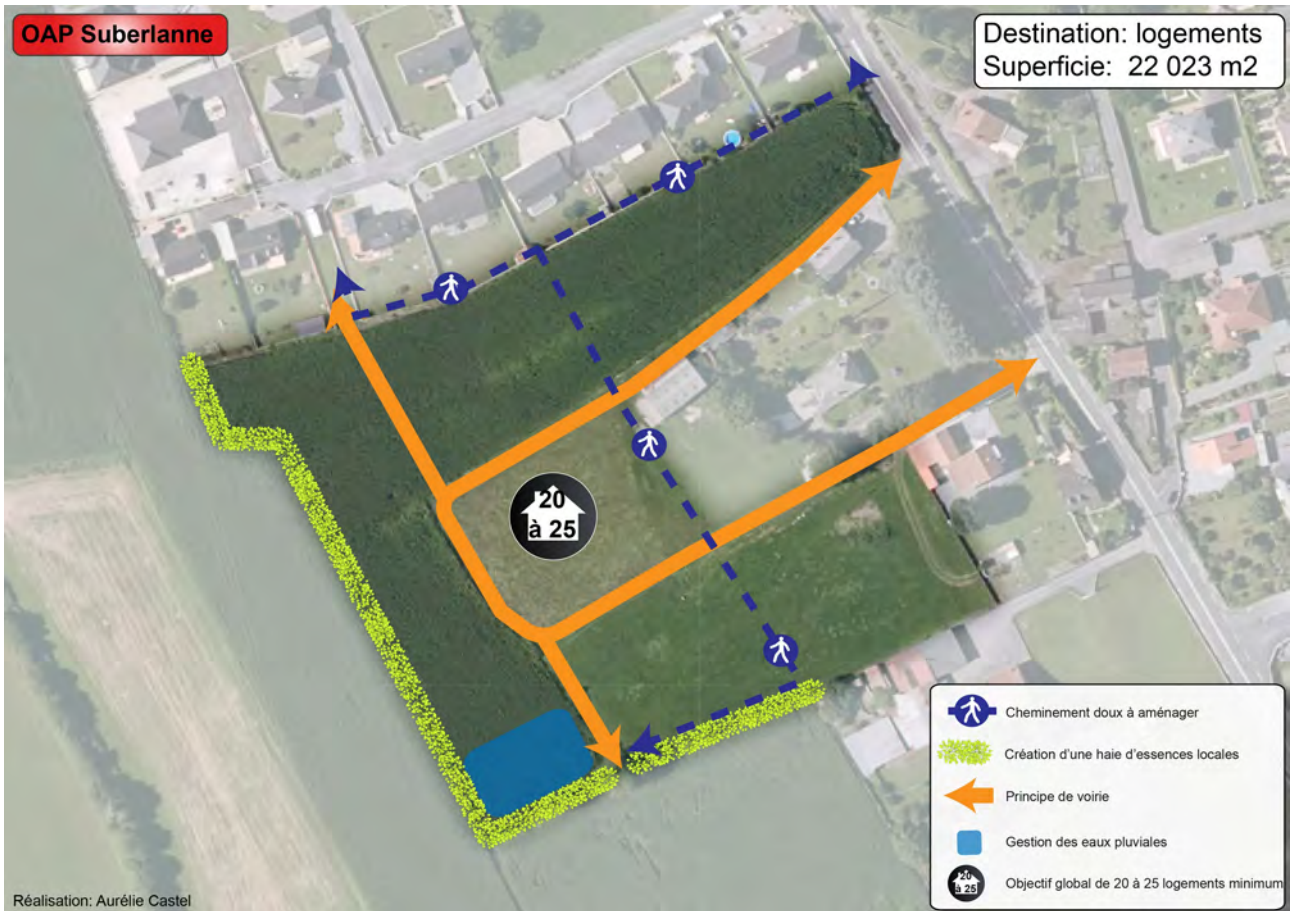 OAP Suberlanne
Destination: logements
Superficie: 22 023 m2
20
à 25
Cheminement doux à aménager
Création d'une haie d'essences locales
Principe de voirie
Gestion des eaux pluviales
20
à 25
Objectif global de 20 à 25 logements minimum
Réalisation: Aurélie Castel